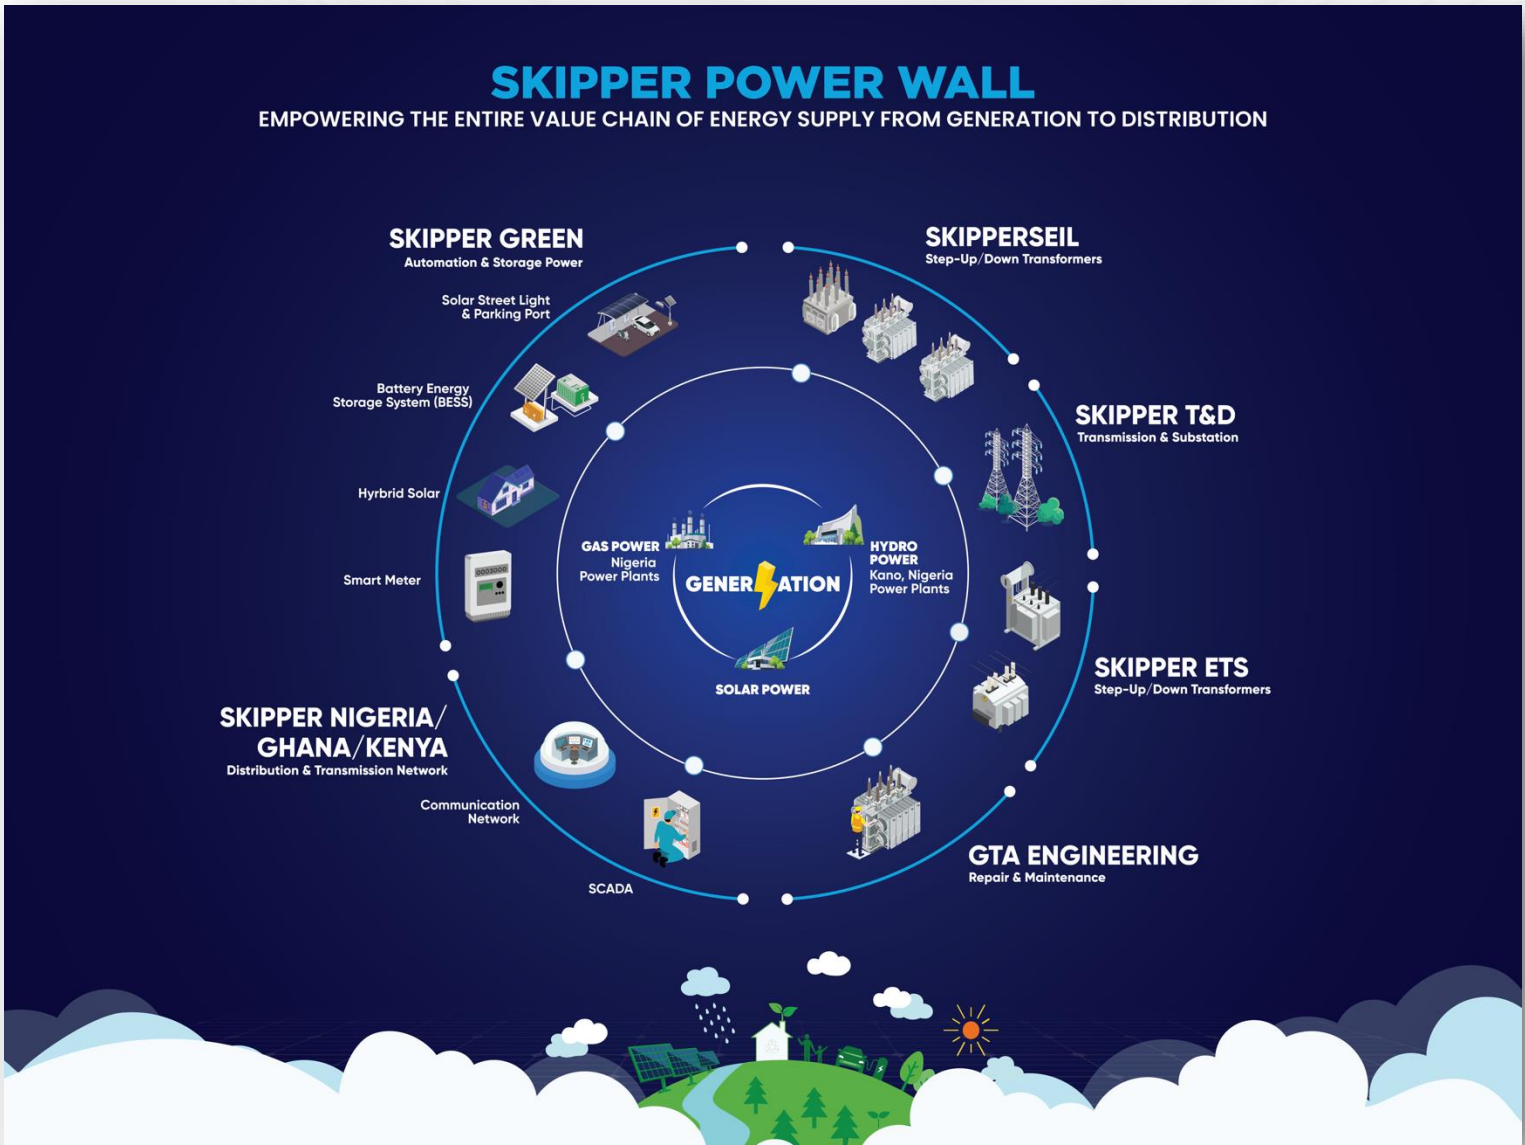 SKIPPER POWER WALL
EMPOWERING THE ENTIRE VALUE CHAIN OF ENERGY SUPPLY FROM GENERATION TO DISTRIBUTION
SKIPPER GREEN
Automation & Storage Power
Solar Street Light
& Parking Port
Battery Energy
Storage System (BESS)
Hyrbrid Solar
Smart Meter
SKIPPER NIGERIA/
GHANA/KENYA
Distribution & Transmission Network
Communication
Network
SCADA
SKIPPERSEIL
Step-Up/Down Transformers
SKIPPER T&D
Transmission & Substation
SKIPPER ETS
Step-Up/Down Transformers
GTA ENGINEERING
Repair & Maintenance
GAS POWER
Nigeria
Power Plants
HYDRO
POWER
Kano, Nigeria
Power Plants
GENERATION
SOLAR POWER
0003000